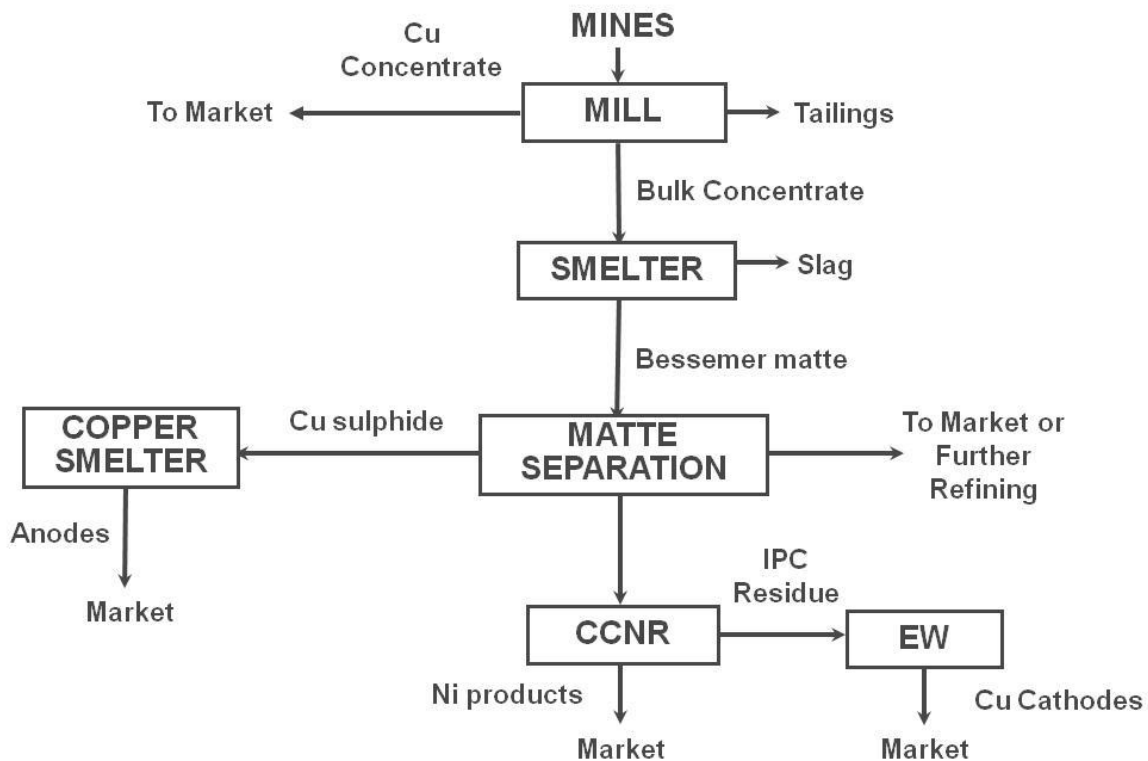 MINES
Cu
Concentrate
To Market
MILL
Tailings
Bulk Concentrate
SMELTER
Slag
Bessemer matte
COPPER
SMELTER
Cu sulphide
MATTE
SEPARATION
To Market or
Further
Refining
Anodes
Market
IPC
Residue
CCNR
EW
Ni products
Cu Cathodes
Market
Market